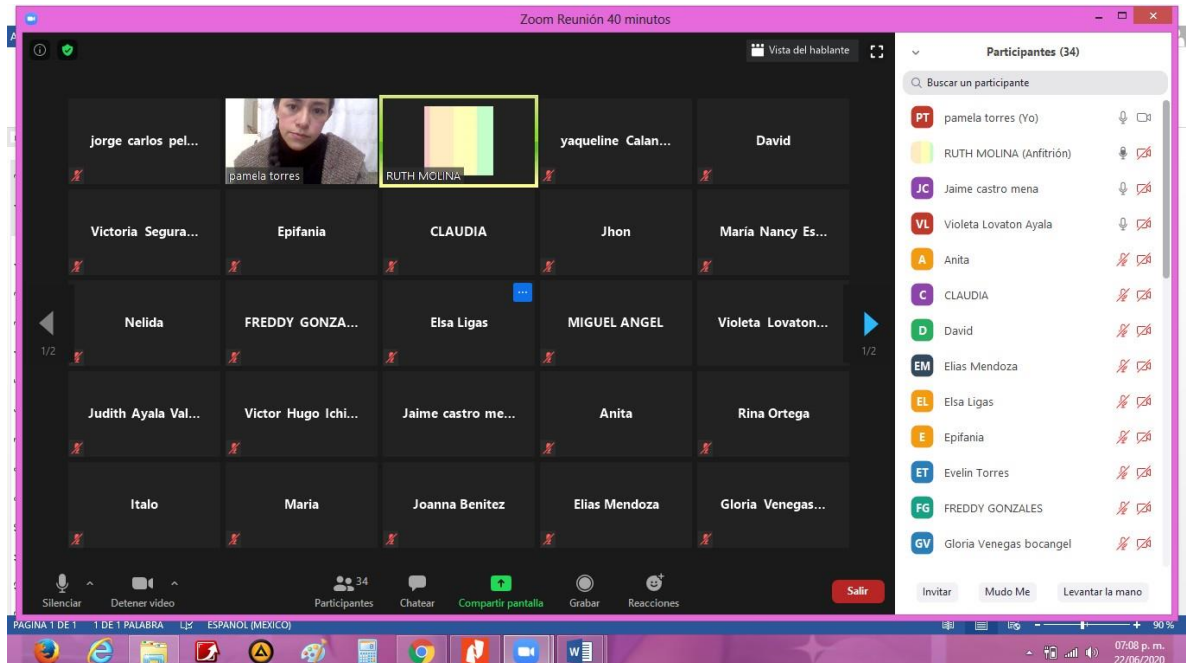 Zoom Reunión 40 minutos
Vista del hablante
Participantes (34)
Buscar un participante
jorge carlos pel...
pamela torres
RUTH MOLINA
yaqueline Calan...
David
Victoria Segura...
Epifania
CLAUDIA
Jhon
María Nancy Es...
Nelida
FREDDY GONZA...
Elsa Ligas
MIGUEL ANGEL
Violeta Lovaton...
1/2
1/2
Judith Ayala Val...
Victor Hugo Ichi...
Jaime castro me...
Anita
Rina Ortega
Italo
Maria
Joanna Benitez
Elias Mendoza
Gloria Venegas...
PT pamela torres (Yo)
RUTH MOLINA (Anfitrión)
JC Jaime castro mena
VL Violeta Lovaton Ayala
A Anita
C CLAUDIA
D David
EM Elias Mendoza
EL Elsa Ligas
E Epifania
ET Evelin Torres
FG FREDDY GONZALES
GV Gloria Venegas bocangel
Silenciar
Detener video
34
Participantes
Chatear
Compartir pantalla
Grabar
Reacciones
Salir
Invitar
Mudo Me
Levantar la mano
PÁGINA 1 DE 1 1 DE 1 PALABRA ESPAÑOL (MÉXICO) 90 %
07:08 p. m.
22/06/2020